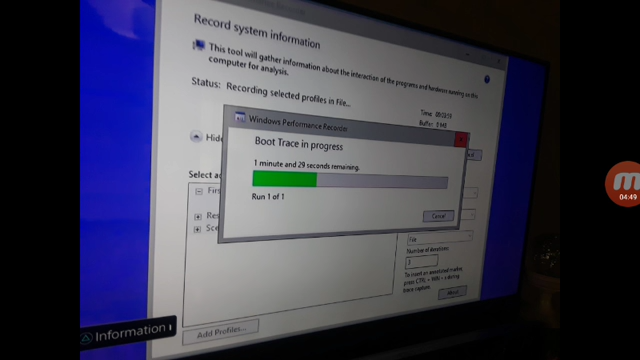 Record system information
This tool will gather information about the interaction of the programs and hardware running on this
computer for analysis.
Status: Recording selected profiles in File...
Time:
Buffer: 3 MB
Windows Performance Recorder
Boot Trace in progress
1 minute and 29 seconds remaining.
Run 1 of 1
Cancel
Hide
Select
File
Number of iterations:
3
To insert an
marker,
press CTRL + WIN +
during
trace capture.
About
Add Profiles...
Information
04:49